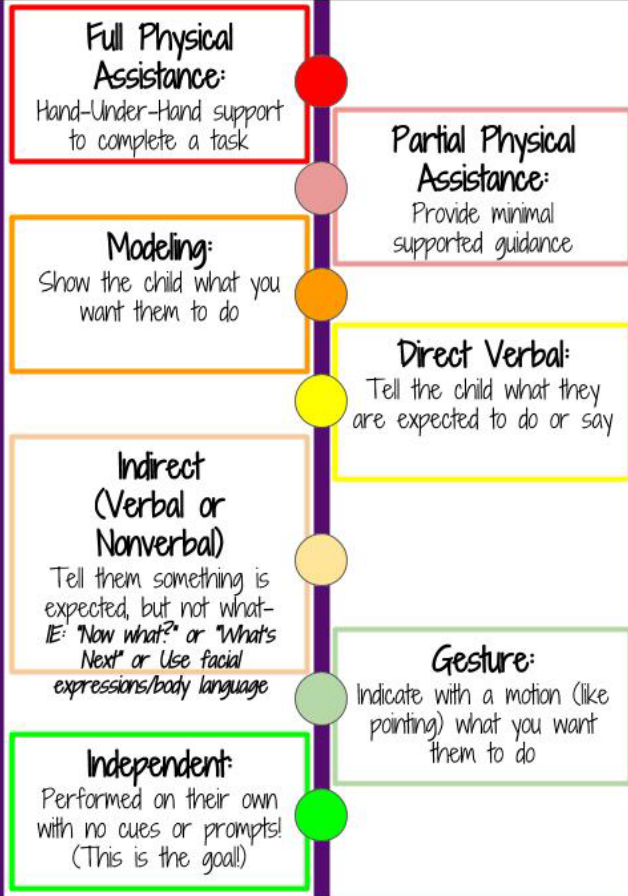 Full Physical
Assistance:
Hand-Under-Hand support
to complete a task
Partial Physical
Assistance:
Provide minimal
supported guidance
Modeling:
Show the child what you
want them to do
Direct Verbal:
Tell the child what they
are expected to do or say
Indirect
(Verbal or
Nonverbal)
Tell them something is
expected, but not what-
IE: "Now what?" or "What's
Next" or Use facial
expressions/body language
Gesture:
Indicate with a motion (like
pointing) what you want
them to do
Independent:
Performed on their own
with no cues or prompts!
(This is the goal!)